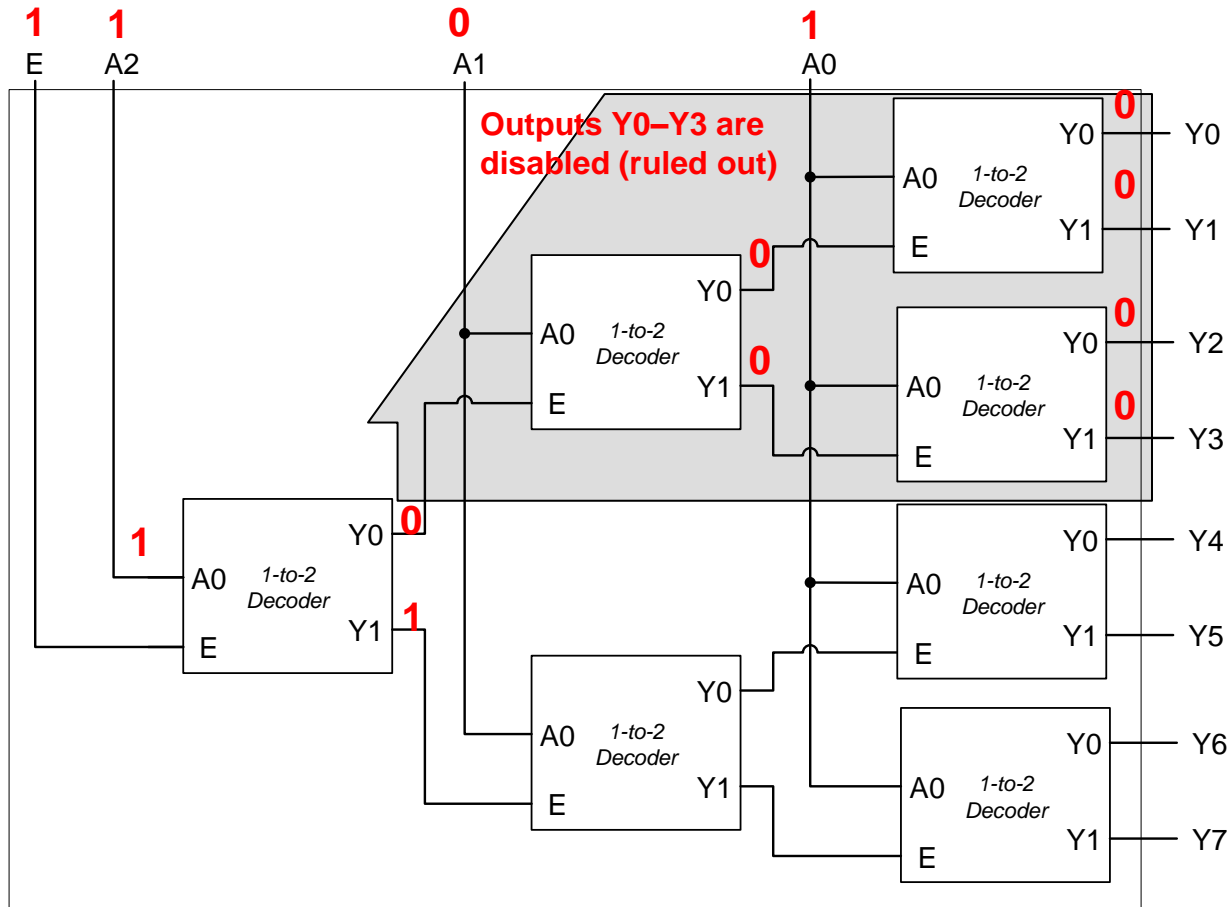 1 1 0 1
E A2 A1 A0
Outputs Y0–Y3 are
disabled (ruled out)
0
Y0 Y0
A0 1-to-2
Decoder
0
Y1 Y1
E
0
Y0
A0 1-to-2
Decoder
0
Y1
E
0
Y0 Y2
A0 1-to-2
Decoder
0
Y1 Y3
E
0
Y0
1
A0 1-to-2
Decoder
1
Y1
E
Y0 Y4
A0 1-to-2
Decoder
Y1 Y5
E
Y0
A0 1-to-2
Decoder
Y1
E
Y0 Y6
A0 1-to-2
Decoder
Y1 Y7
E